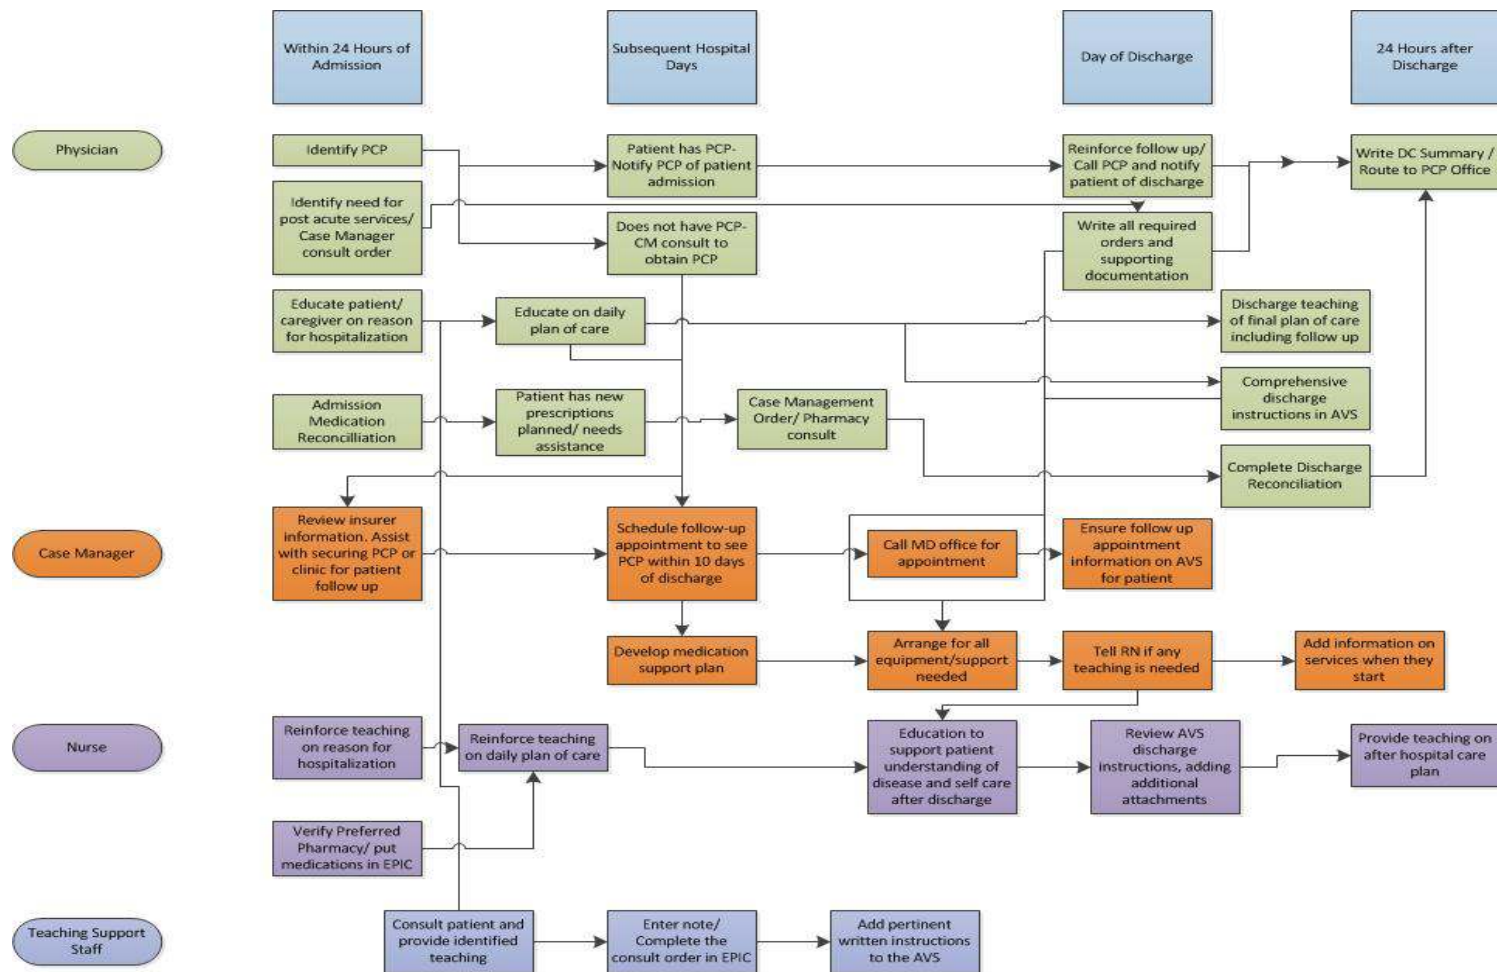 Within 24 Hours of
Admission
Subsequent Hospital
Days
Day of Discharge
24 Hours after
Discharge
Physician
Identify PCP
Patient has PCP-
Notify PCP of patient
admission
Reinforce follow up/
Call PCP and notify
patient of discharge
Write DC Summary /
Route to PCP Office
Identify need for
post acute services/
Case Manager
consult order
Does not have PCP-
CM consult to
obtain PCP
Write all required
orders and
supporting
documentation
Educate patient/
caregiver on reason
for hospitalization
Educate on daily
plan of care
Discharge teaching
of final plan of care
including follow up
Comprehensive
discharge
instructions in AVS
Admission
Medication
Reconcilliation
Patient has new
prescriptions
planned/ needs
assistance
Case Management
Order/ Pharmacy
consult
Complete Discharge
Reconciliation
Case Manager
Review insurer
information. Assist
with securing PCP or
clinic for patient
follow up
Schedule follow-up
appointment to see
PCP within 10 days
of discharge
Call MD office for
appointment
Ensure follow up
appointment
information on AVS
for patient
Develop medication
support plan
Arrange for all
equipment/support
needed
Tell RN if any
teaching is needed
Add information on
services when they
start
Nurse
Reinforce teaching
on reason for
hospitalization
Reinforce teaching
on daily plan of care
Education to
support patient
understanding of
disease and self care
after discharge
Review AVS
discharge
instructions, adding
additional
attachments
Provide teaching on
after hospital care
plan
Verify Preferred
Pharmacy/ put
medications in EPIC
Teaching Support
Staff
Consult patient and
provide identified
teaching
Enter note/
Complete the
consult order in EPIC
Add pertinent
written instructions
to the AVS